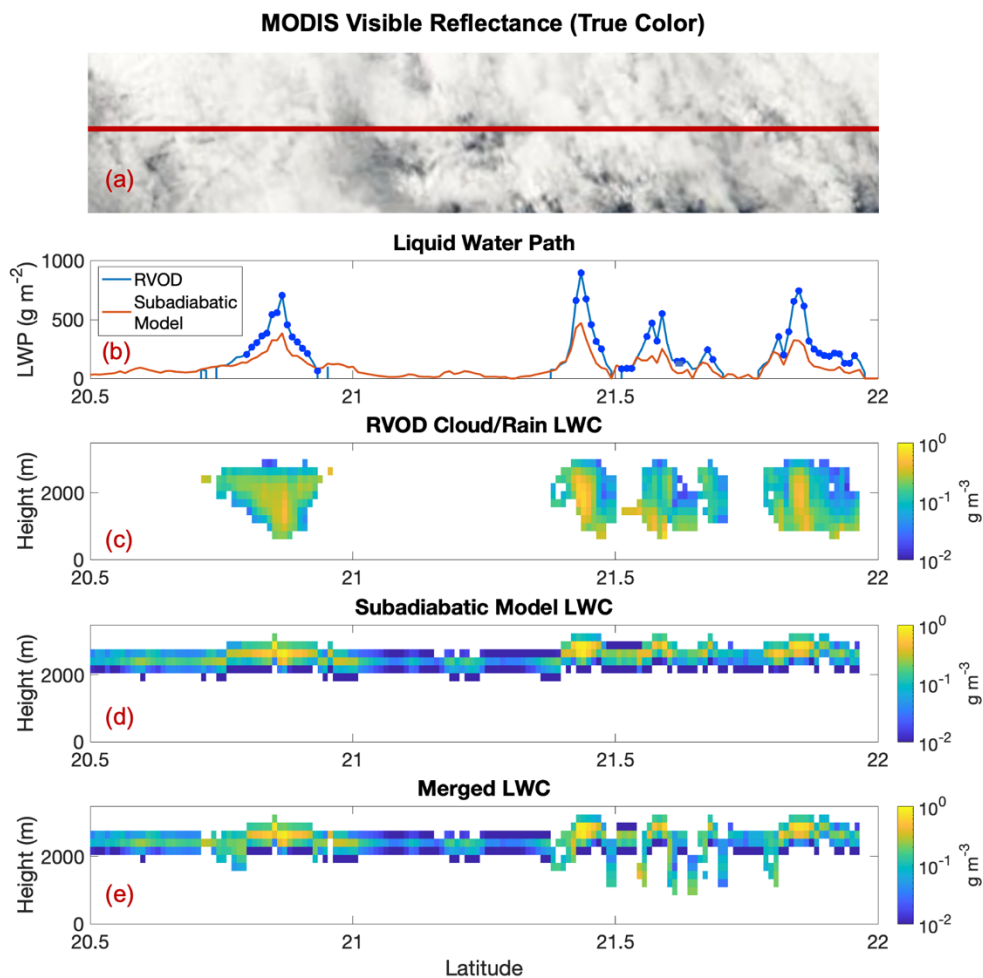 MODIS Visible Reflectance (True Color)
(a)
Liquid Water Path
LWP (g m⁻²)
1000
500
0
RVOD
Subadiabatic
Model
(b)
20.5 21 21.5 22
RVOD Cloud/Rain LWC
Height (m)
2000
0
(c)
20.5 21 21.5 22
10⁰
10⁻¹
10⁻²
g m⁻³
Subadiabatic Model LWC
Height (m)
2000
0
(d)
20.5 21 21.5 22
10⁰
10⁻¹
10⁻²
g m⁻³
Merged LWC
Height (m)
2000
0
(e)
20.5 21 21.5 22
10⁰
10⁻¹
10⁻²
g m⁻³
Latitude